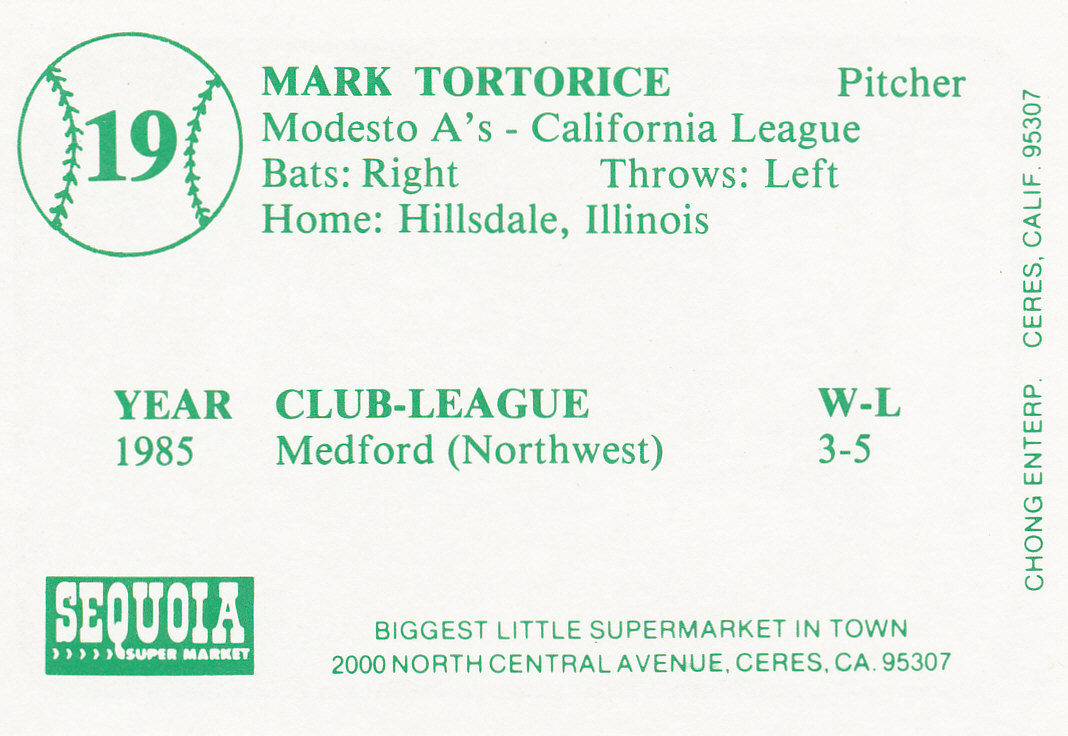 19
MARK TORTORICE Pitcher
Modesto A's - California League
Bats: Right Throws: Left
Home: Hillsdale, Illinois
YEAR CLUB-LEAGUE W-L
1985 Medford (Northwest) 3-5
SEQUOIA
SUPER MARKET
BIGGEST LITTLE SUPERMARKET IN TOWN
2000 NORTH CENTRAL AVENUE, CERES, CA. 95307
CHONG ENTERP. CERES, CALIF. 95307